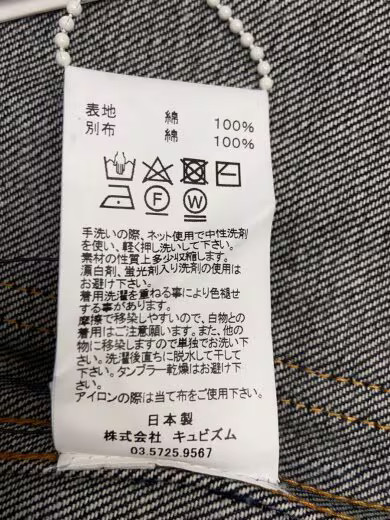 表地 綿 100%
別布 綿 100%
F W
手洗いの際、ネット使用で中性洗剤
を使い、軽く押し洗いして下さい。
素材の性質上多少収縮します。
漂白剤、蛍光剤入り洗剤の使用は
お避け下さい。
着用洗濯を重ねる事により色褪せ
する事があります。
摩擦で移染しやすいので、白物との
着用はご注意願います。また、他の
物に移染しますので単独でお洗い下
さい。洗濯後直ちに脱水して干して
下さい。タンブラー乾燥はお避け下
さい。
アイロンの際は当て布をご使用下さい。
日本製
株式会社 キュビズム
03.5725.9567